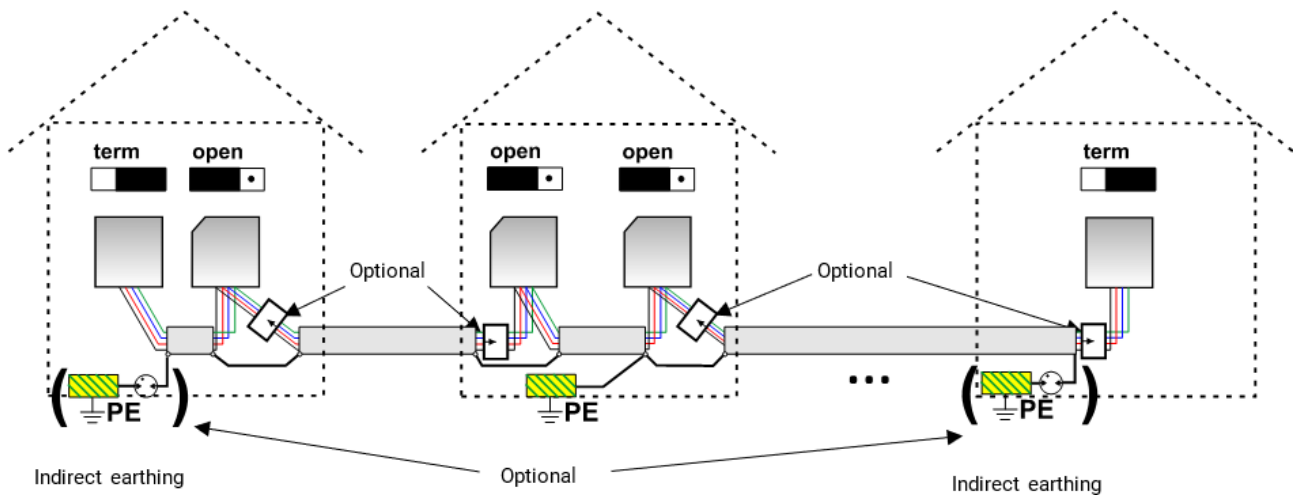 term open
open open
term
Optional
Optional
PE
PE
PE
Indirect earthing
Optional
Indirect earthing